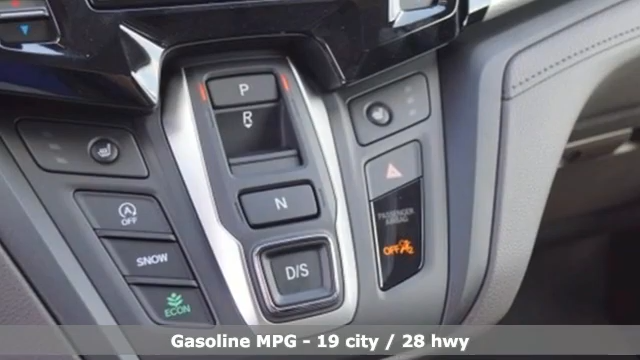 P
R
N
D/S
A
OFF
SNOW
ECON
PASSENGER
AIRBAG
OFF
Gasoline MPG - 19 city / 28 hwy